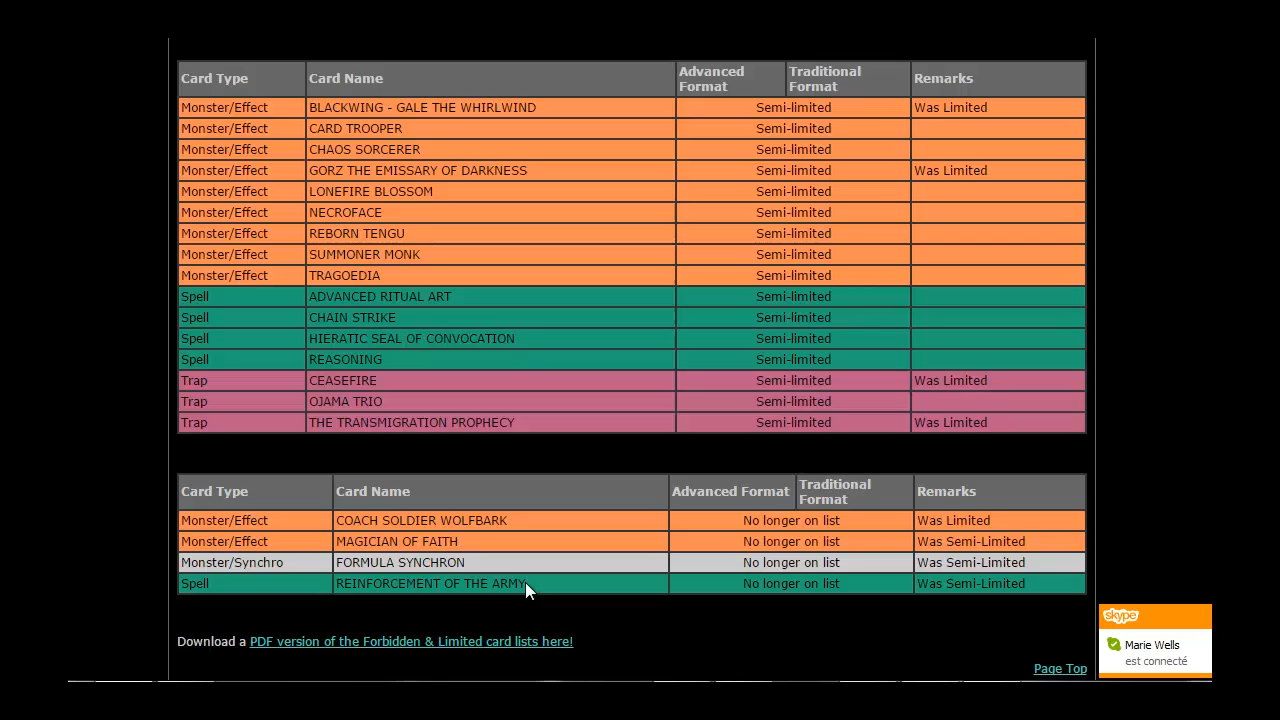 Card Type Card Name Advanced Format Traditional Format Remarks
Monster/Effect BLACKWING - GALE THE WHIRLWIND Semi-limited Was Limited
Monster/Effect CARD TROOPER Semi-limited
Monster/Effect CHAOS SORCERER Semi-limited
Monster/Effect GORZ THE EMISSARY OF DARKNESS Semi-limited Was Limited
Monster/Effect LONEFIRE BLOSSOM Semi-limited
Monster/Effect NECROFACE Semi-limited
Monster/Effect REBORN TENGU Semi-limited
Monster/Effect SUMMONER MONK Semi-limited
Monster/Effect TRAGOEDIA Semi-limited
Spell ADVANCED RITUAL ART Semi-limited
Spell CHAIN STRIKE Semi-limited
Spell HIERATIC SEAL OF CONVOCATION Semi-limited
Spell REASONING Semi-limited
Trap CEASEFIRE Semi-limited Was Limited
Trap OJAMA TRIO Semi-limited
Trap THE TRANSMIGRATION PROPHECY Semi-limited Was Limited
Card Type Card Name Advanced Format Traditional Format Remarks
Monster/Effect COACH SOLDIER WOLFBARK No longer on list Was Limited
Monster/Effect MAGICIAN OF FAITH No longer on list Was Semi-Limited
Monster/Synchro FORMULA SYNCHRON No longer on list Was Semi-Limited
Spell REINFORCEMENT OF THE ARMY No longer on list Was Semi-Limited
Download a PDF version of the Forbidden & Limited card lists here!
Page Top
skype
Marie Wells
est connecté